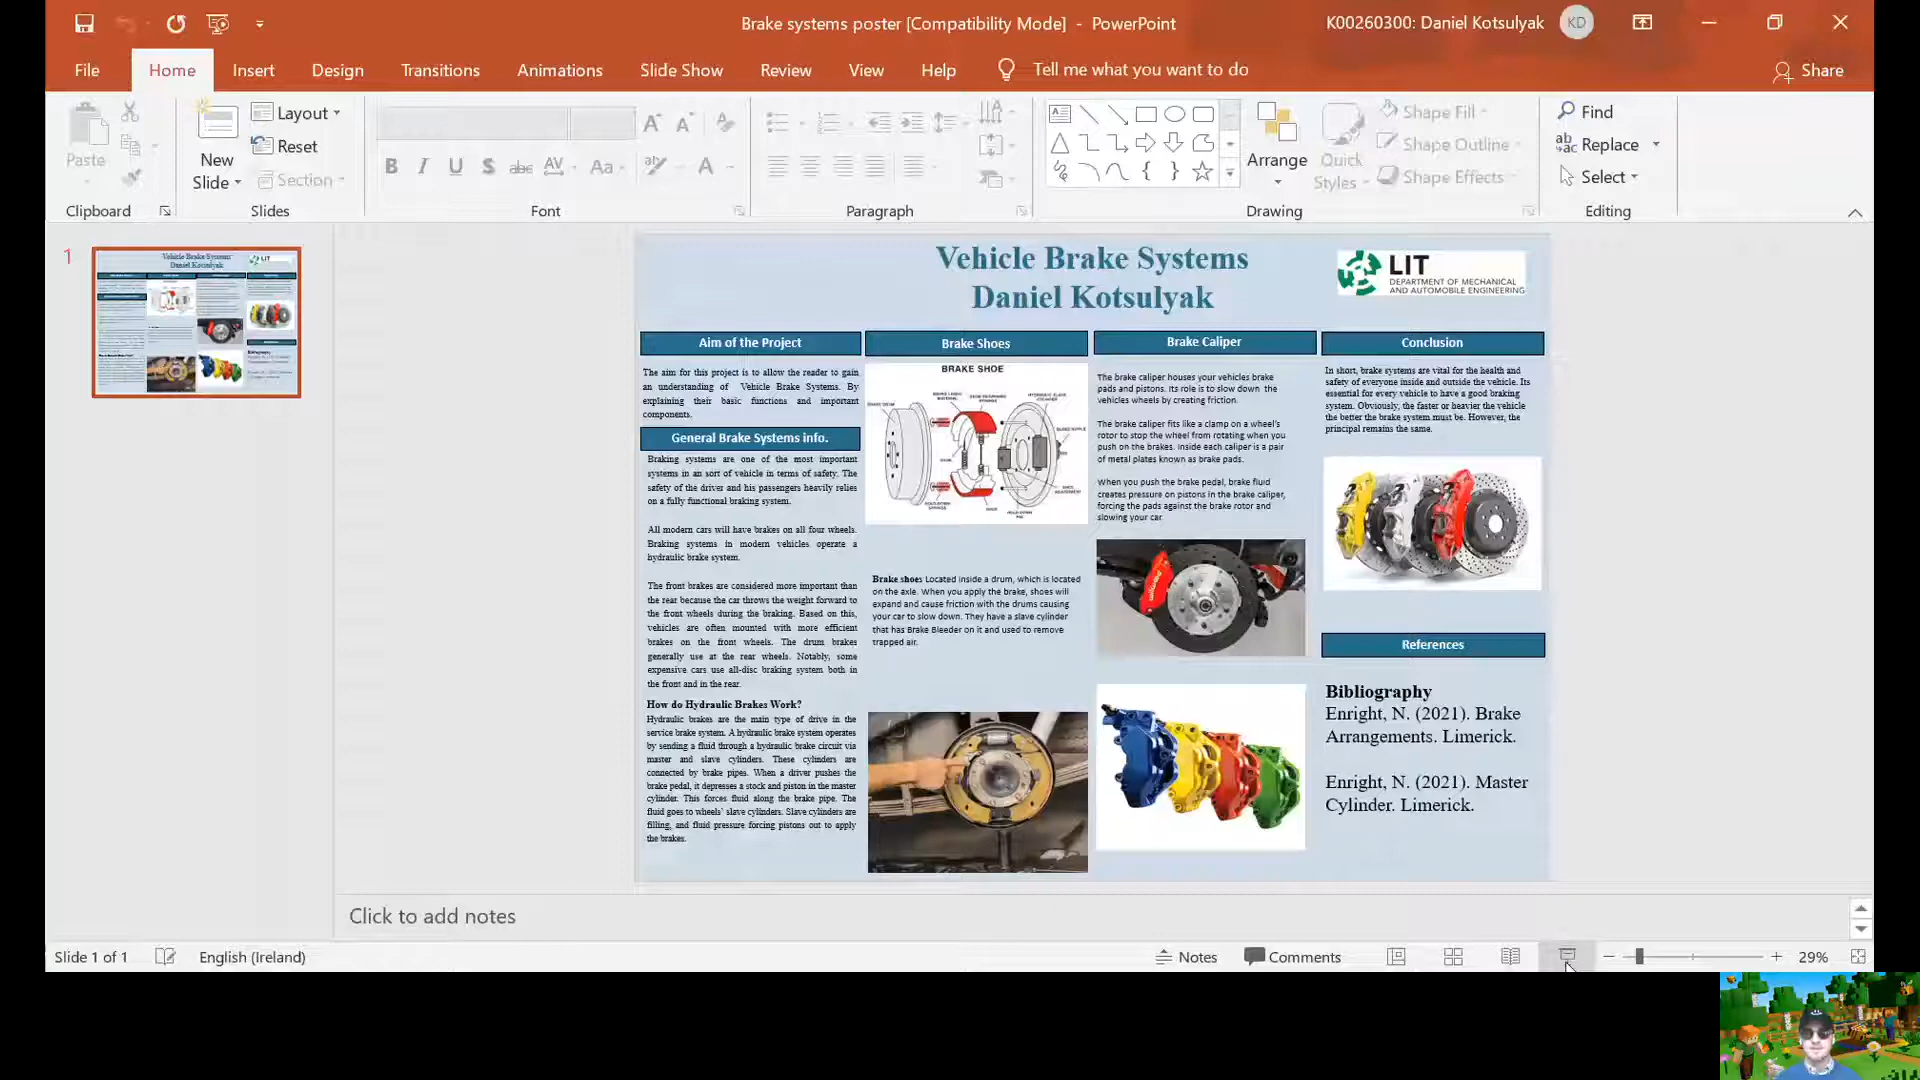 Brake systems poster [Compatibility Mode] - PowerPoint
K00260300: Daniel Kotsulyak
KD
File
Home
Insert
Design
Transitions
Animations
Slide Show
Review
View
Help
Tell me what you want to do
Share
Paste
New
Slide
Layout
Reset
Section
Arrange
Quick
Styles
Shape Fill
Shape Outline
Shape Effects
Find
Replace
Select
Clipboard
Slides
Font
Paragraph
Drawing
Editing
1
Vehicle Brake Systems
Daniel Kotsulyak
LIT
DEPARTMENT OF MECHANICAL
AND AUTOMOBILE ENGINEERING
Aim of the Project
The aim for this project is to allow the reader to gain
an understanding of Vehicle Brake Systems. By
explaining their basic functions and important
components.
General Brake Systems info.
Braking systems are one of the most important
systems in an sort of vehicle in terms of safety. The
safety of the driver and his passengers heavily relies
on a fully functional braking system.
All modern cars will have brakes on all four wheels.
Braking systems in modern vehicles operate a
hydraulic brake system.
The front brakes are considered more important than
the rear because the car throws the weight forward to
the front wheels during the braking. Based on this,
vehicles are often mounted with more efficient
brakes on the front wheels. The drum brakes
generally use at the rear wheels. Notably, some
expensive cars use all-disc braking system both in
the front and in the rear.
How do Hydraulic Brakes Work?
Hydraulic brakes are the main type of drive in the
service brake system. A hydraulic brake system operates
by sending a fluid through a hydraulic brake circuit via
master and slave cylinders. These cylinders are
connected by brake pipes. When a driver pushes the
brake pedal, it depresses a stock and piston in the master
cylinder. This forces fluid along the brake pipe. The
fluid goes to wheels' slave cylinders. Slave cylinders are
filling, and fluid pressure forcing pistons out to apply
the brakes.
Brake Shoes
BRAKE SHOE
Brake shoes Located inside a drum, which is located
on the axle. When you apply the brake, shoes will
expand and cause friction with the drums causing
your car to slow down. They have a slave cylinder
that has Brake Bleeder on it and used to remove
trapped air.
Brake Caliper
The brake caliper houses your vehicles brake
pads and pistons. Its role is to slow down the
vehicles wheels by creating friction.
The brake caliper fits like a clamp on a wheel's
rotor to stop the wheel from rotating when you
push on the brakes. Inside each caliper is a pair
of metal plates known as brake pads.
When you push the brake pedal, brake fluid
creates pressure on pistons in the brake caliper,
forcing the pads against the brake rotor and
slowing your car
Conclusion
In short, brake systems are vital for the health and
safety of everyone inside and outside the vehicle. Its
essential for every vehicle to have a good braking
system. Obviously, the faster or heavier the vehicle
the better the brake system must be. However, the
principal remains the same.
References
Bibliography
Enright, N. (2021). Brake
Arrangements. Limerick.
Enright, N. (2021). Master
Cylinder. Limerick.
Click to add notes
Slide 1 of 1
English (Ireland)
Notes
Comments
29%